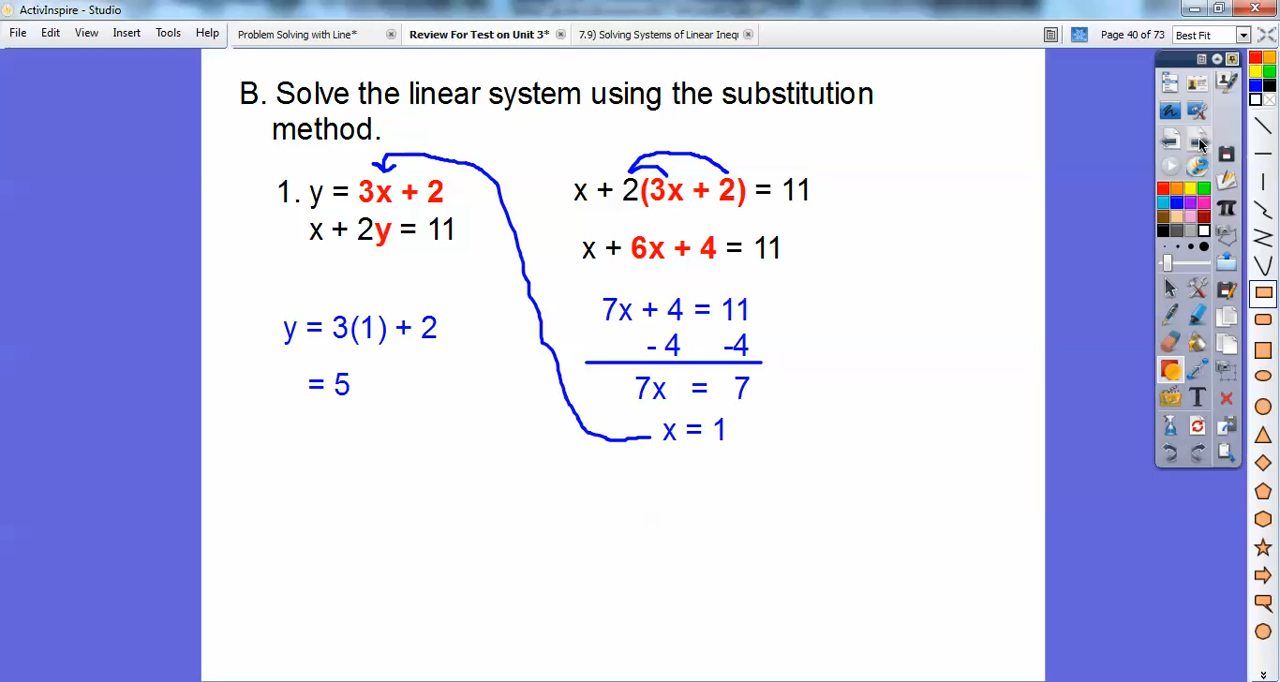 ActivInspire - Studio
File Edit View Insert Tools Help
Problem Solving with Line* Review For Test on Unit 3* 7.9) Solving Systems of Linear Inequ
Page 40 of 73 Best Fit
B. Solve the linear system using the substitution
method.
1. y = 3x + 2
x + 2y = 11
y = 3(1) + 2
= 5
x + 2(3x + 2) = 11
x + 6x + 4 = 11
7x + 4 = 11
- 4 -4
7x = 7
x = 1